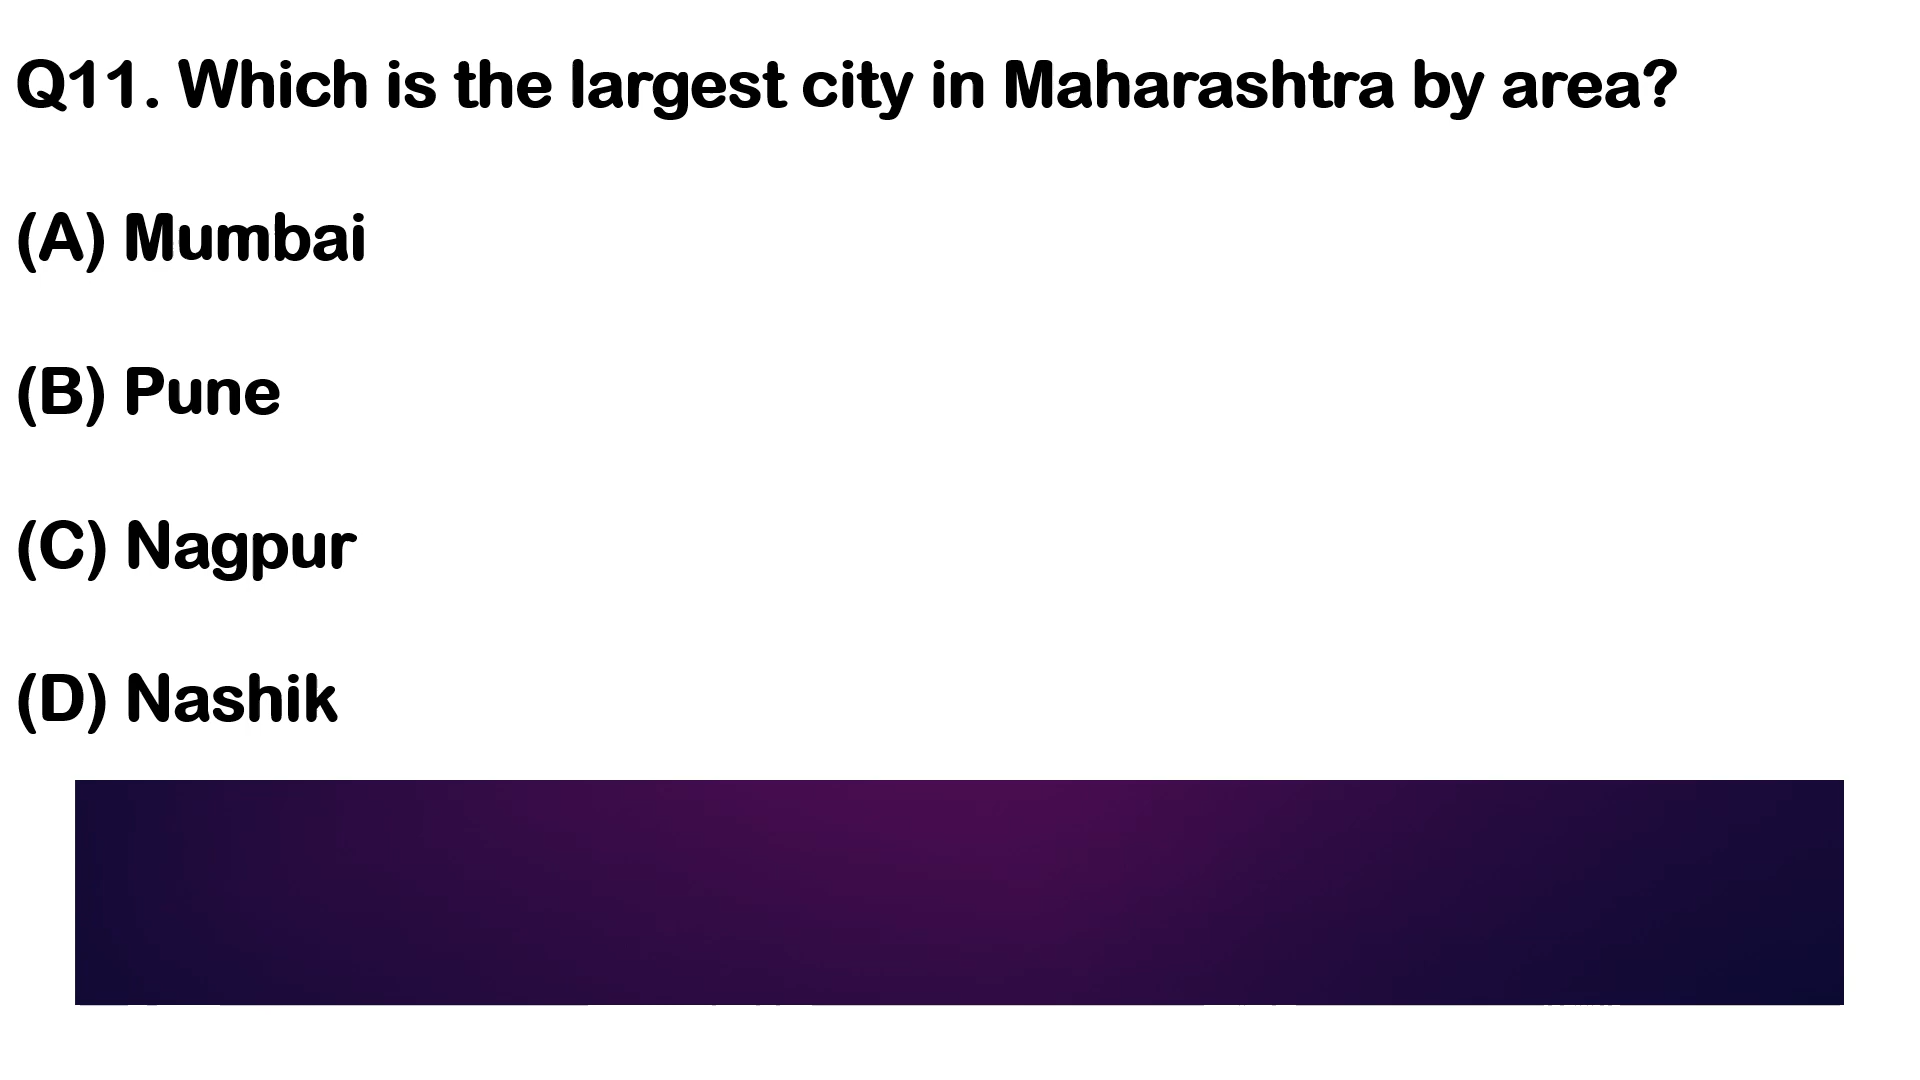 Q11. Which is the largest city in Maharashtra by area?
(A) Mumbai
(B) Pune
(C) Nagpur
(D) Nashik